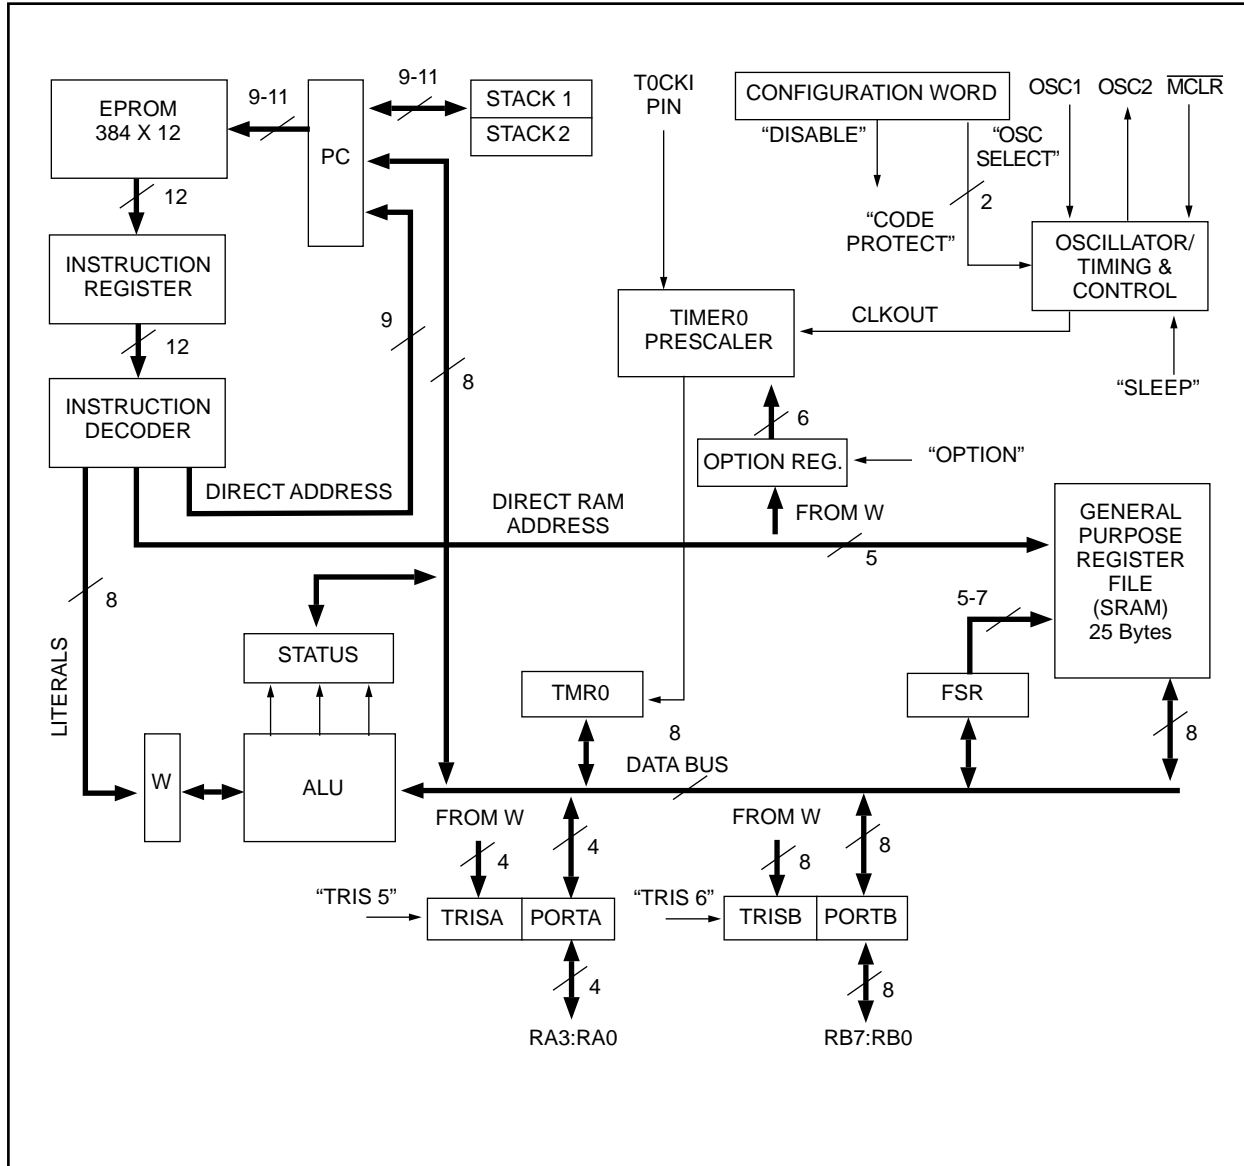 EPROM
384 X 12
9-11
PC
9-11
STACK 1
STACK 2
T0CKI
PIN
CONFIGURATION WORD
OSC1
OSC2
MCLR
“DISABLE”
“OSC
SELECT”
2
“CODE
PROTECT”
12
INSTRUCTION
REGISTER
12
9
8
OSCILLATOR/
TIMING &
CONTROL
TIMER0
PRESCALER
CLKOUT
“SLEEP”
INSTRUCTION
DECODER
6
OPTION REG.
“OPTION”
DIRECT ADDRESS
DIRECT RAM
ADDRESS
FROM W
5
GENERAL
PURPOSE
REGISTER
FILE
(SRAM)
25 Bytes
8
LITERALS
5-7
STATUS
TMR0
FSR
8
8
DATA BUS
W
ALU
FROM W
4
4
FROM W
8
8
“TRIS 5”
TRISA
PORTA
“TRIS 6”
TRISB
PORTB
4
8
RA3:RA0
RB7:RB0